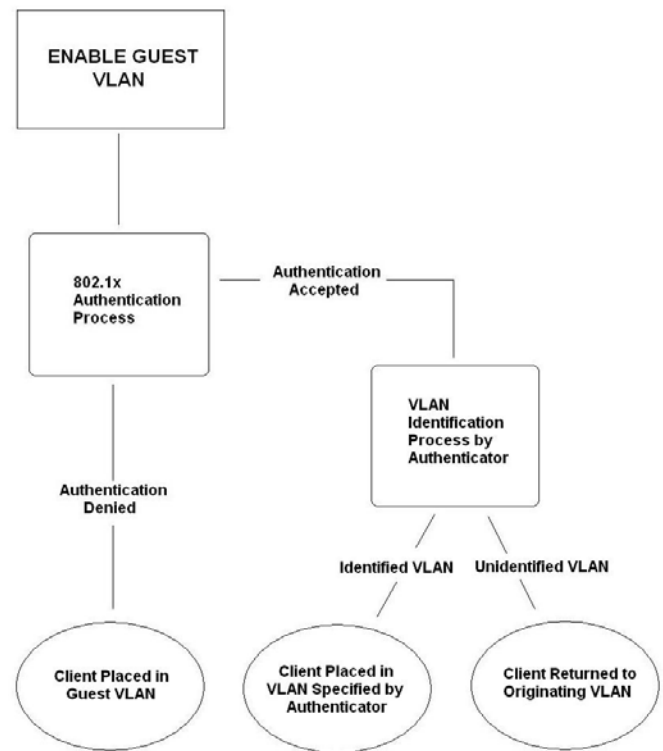 ENABLE GUEST
VLAN
802.1x
Authentication
Process
Authentication
Accepted
VLAN
Identification
Process by
Authenticator
Authentication
Denied
Identified VLAN
Unidentified VLAN
Client Placed in
Guest VLAN
Client Placed in
VLAN Specified by
Authenticator
Client Returned to
Originating VLAN